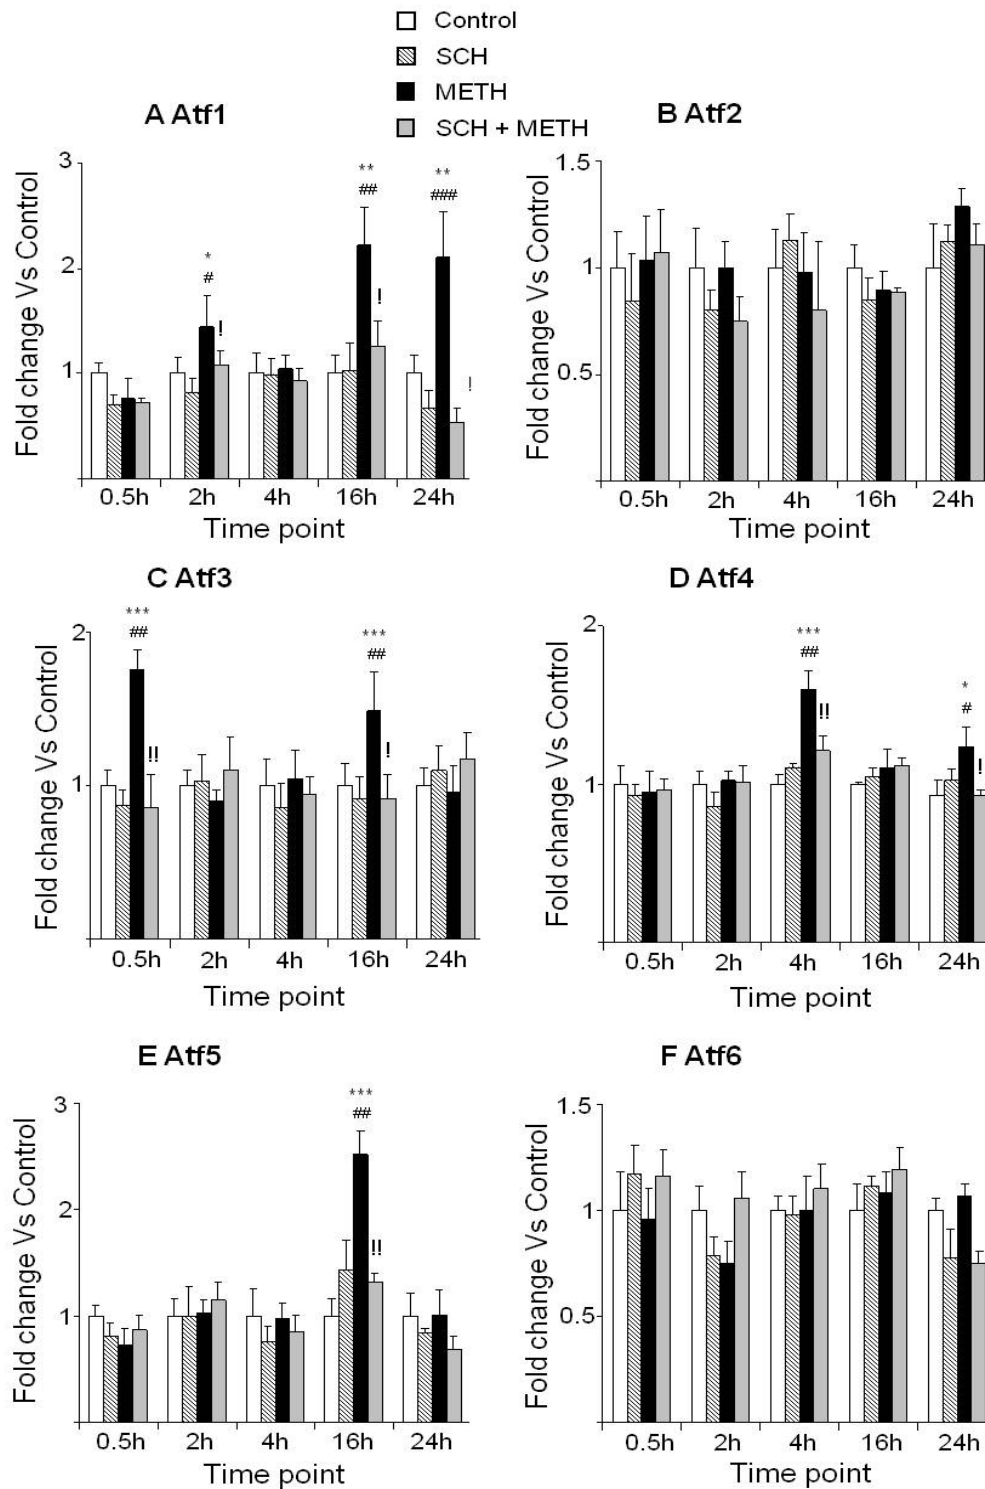 Control
SCH
METH
SCH + METH
A Atf1
Fold change Vs Control
3
2
1
*
#
!
**
##
!
**
###
!
0.5h 2h 4h 16h 24h
Time point
B Atf2
Fold change Vs Control
1.5
1
0.5
0.5h 2h 4h 16h 24h
Time point
C Atf3
Fold change Vs Control
2
1
***
##
!!
***
##
!
0.5h 2h 4h 16h 24h
Time point
D Atf4
Fold change Vs Control
2
1
***
##
!!
*
#
!
0.5h 2h 4h 16h 24h
Time point
E Atf5
Fold change Vs Control
3
2
1
***
##
!!
0.5h 2h 4h 16h 24h
Time point
F Atf6
Fold change Vs Control
1.5
1
0.5
0.5h 2h 4h 16h 24h
Time point